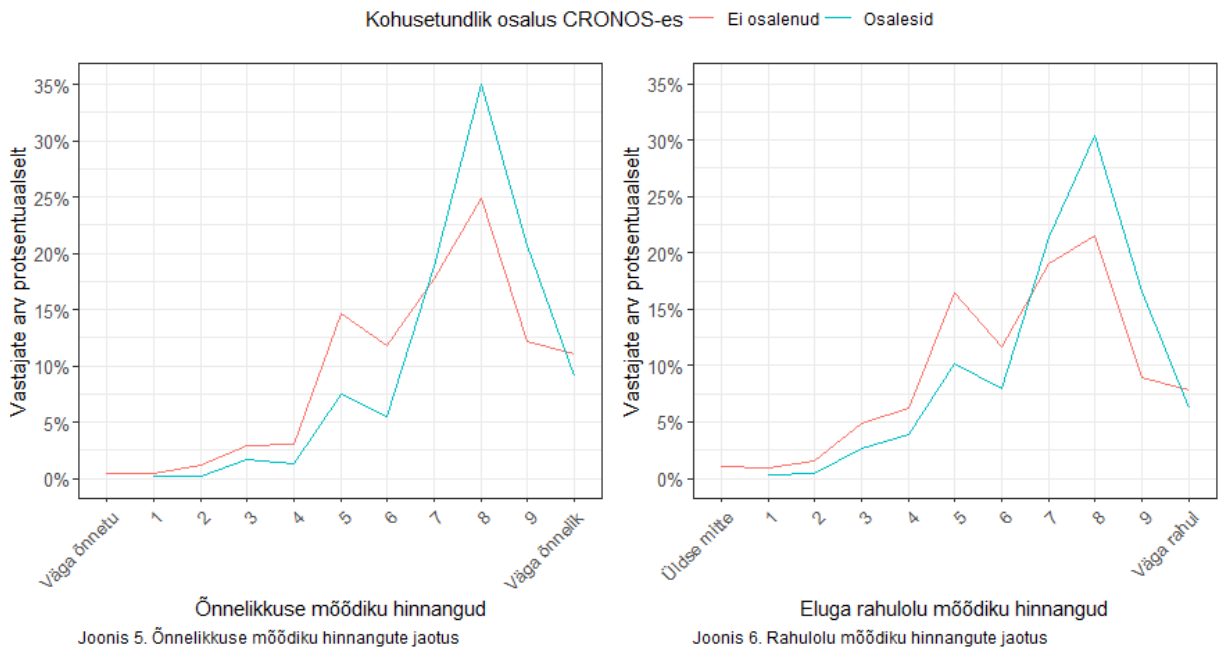 Kohusetundlik osalus CRONOS-es Ei osalenud Osalesid
Vastajate arv protsentuaalselt
35%
30%
25%
20%
15%
10%
5%
0%
Väga õnnetu 1 2 3 4 5 6 7 8 9 Väga õnnelik
Õnnelikkuse mõõdiku hinnangud
Joonis 5. Õnnelikkuse mõõdiku hinnangute jaotus
Vastajate arv protsentuaalselt
35%
30%
25%
20%
15%
10%
5%
0%
Üldse mitte 1 2 3 4 5 6 7 8 9 Väga rahul
Eluga rahulolu mõõdiku hinnangud
Joonis 6. Rahulolu mõõdiku hinnangute jaotus